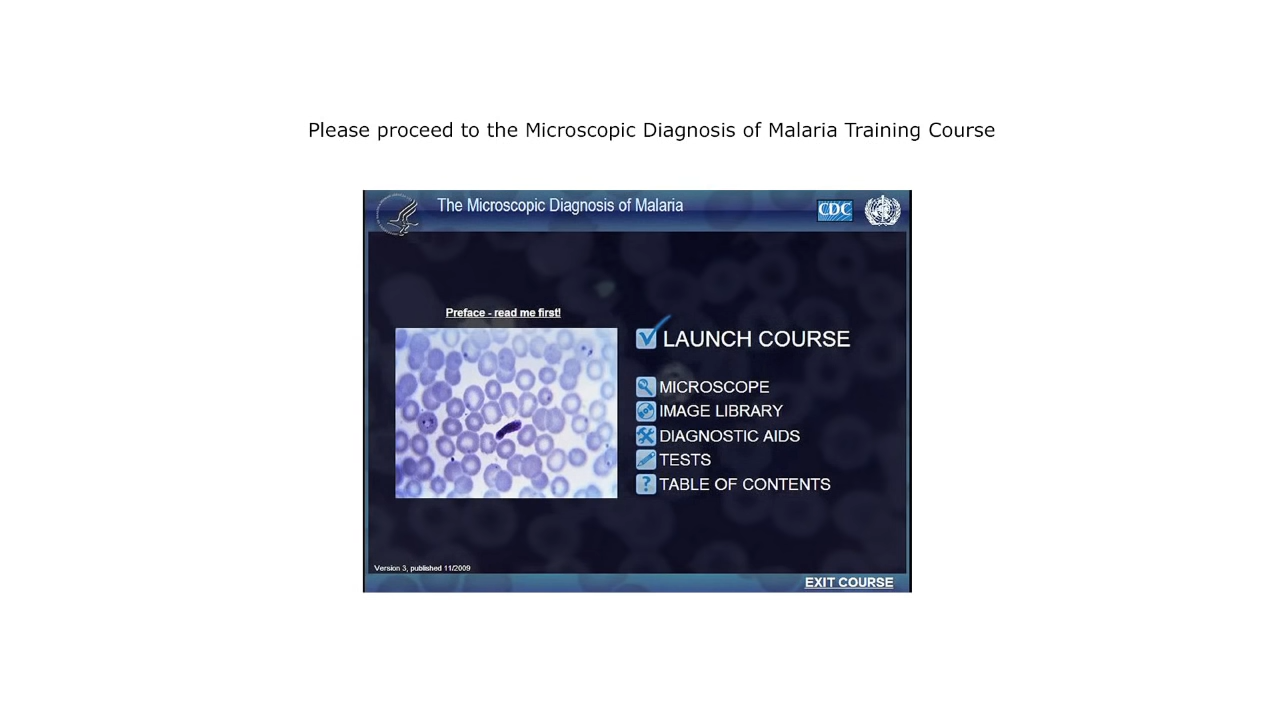 Please proceed to the Microscopic Diagnosis of Malaria Training Course
The Microscopic Diagnosis of Malaria
CDC
Preface - read me first!
LAUNCH COURSE
MICROSCOPE
IMAGE LIBRARY
DIAGNOSTIC AIDS
TESTS
? TABLE OF CONTENTS
Version 3, published 11/2009
EXIT COURSE